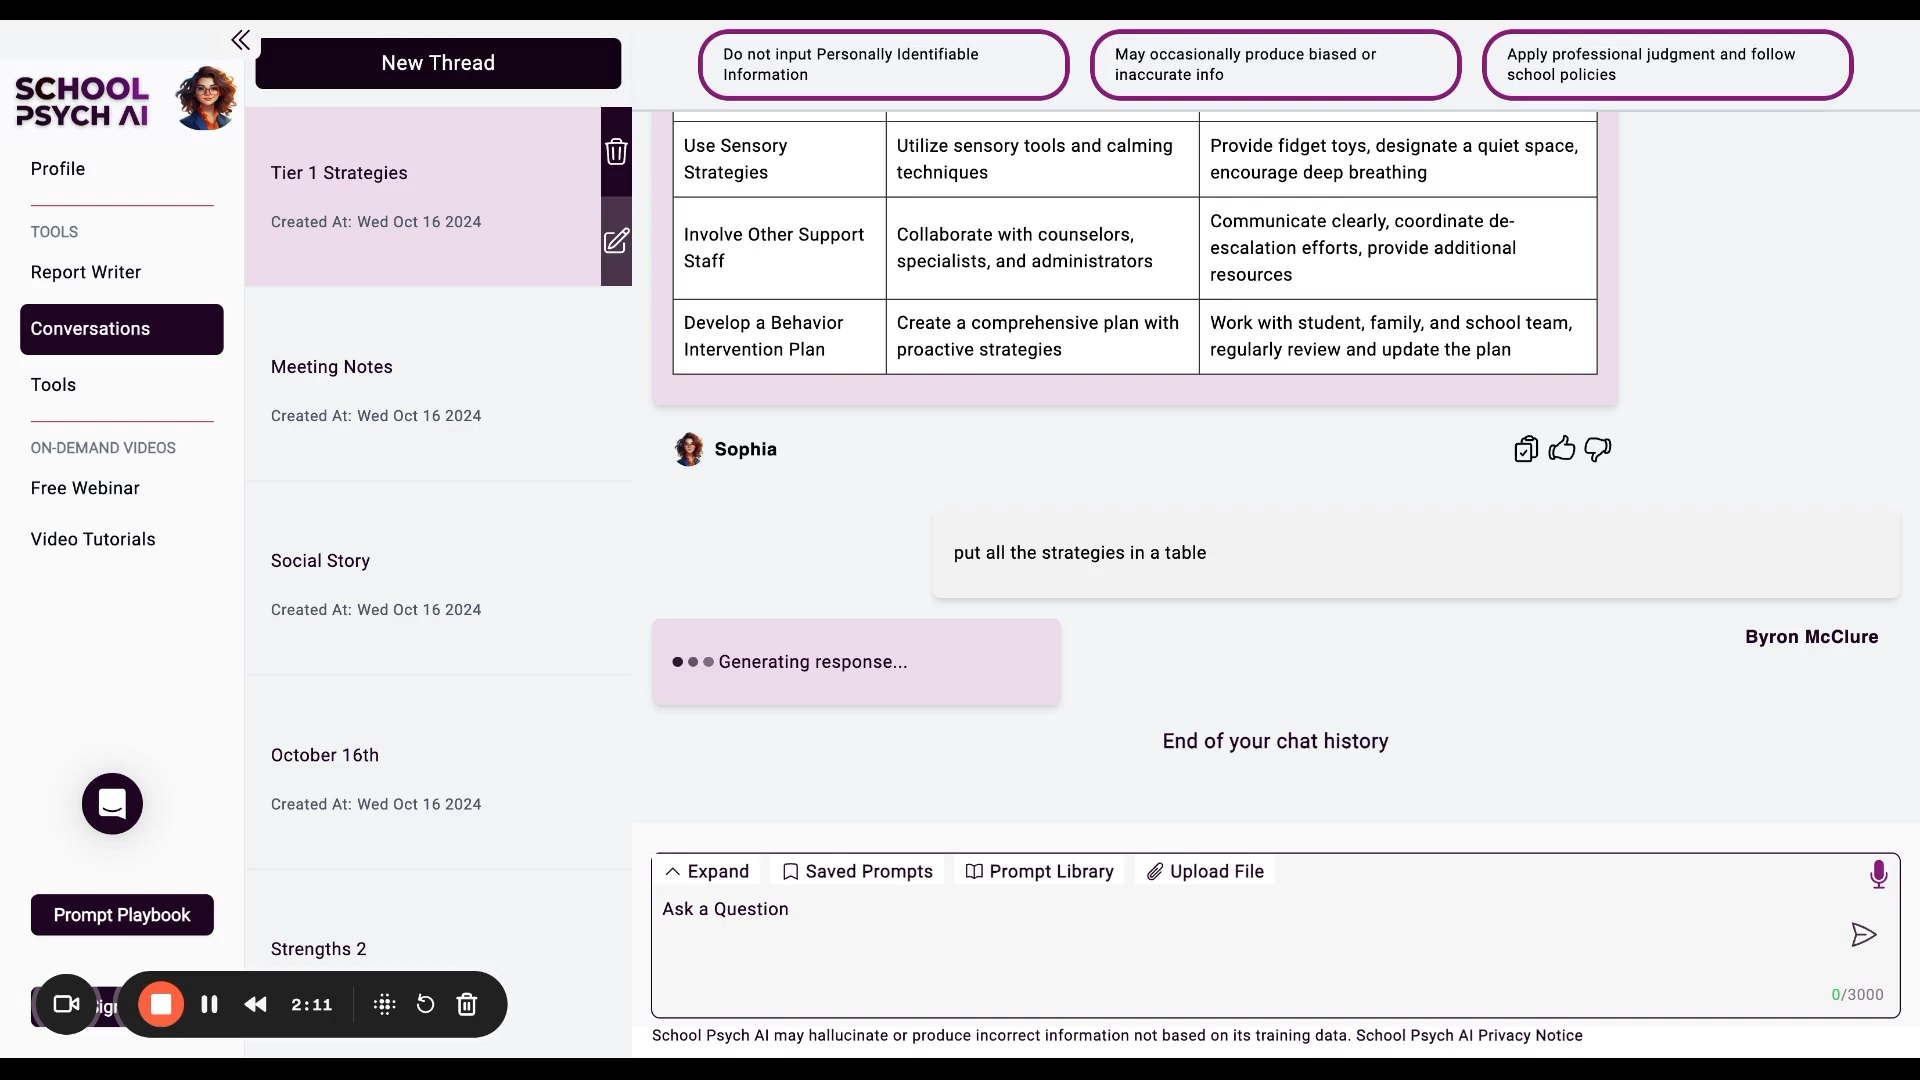 SCHOOL
PSYCH AI
Profile
TOOLS
Report Writer
Conversations
Tools
ON-DEMAND VIDEOS
Free Webinar
Video Tutorials
Prompt Playbook
Sign
2:11
New Thread
Tier 1 Strategies
Created At: Wed Oct 16 2024
Meeting Notes
Created At: Wed Oct 16 2024
Social Story
Created At: Wed Oct 16 2024
October 16th
Created At: Wed Oct 16 2024
Strengths 2
Do not input Personally Identifiable
Information
May occasionally produce biased or
inaccurate info
Apply professional judgment and follow
school policies
Use Sensory
Strategies
Utilize sensory tools and calming
techniques
Provide fidget toys, designate a quiet space,
encourage deep breathing
Involve Other Support
Staff
Collaborate with counselors,
specialists, and administrators
Communicate clearly, coordinate de-
escalation efforts, provide additional
resources
Develop a Behavior
Intervention Plan
Create a comprehensive plan with
proactive strategies
Work with student, family, and school team,
regularly review and update the plan
Sophia
put all the strategies in a table
Byron McClure
Generating response...
End of your chat history
Expand
Saved Prompts
Prompt Library
Upload File
Ask a Question
0/3000
School Psych AI may hallucinate or produce incorrect information not based on its training data. School Psych AI Privacy Notice